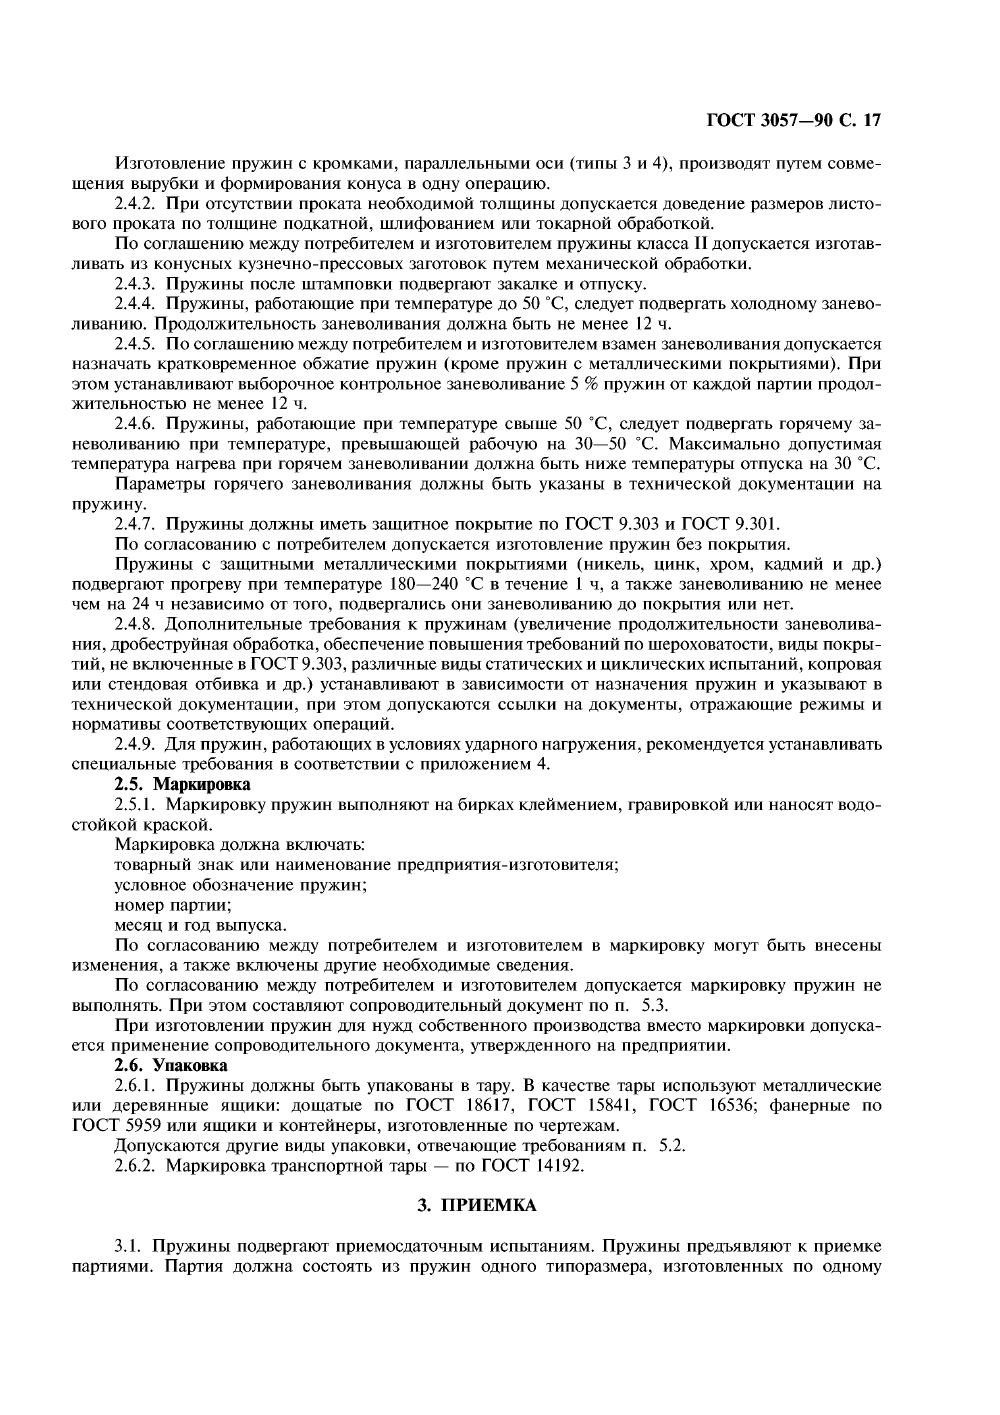 ГОСТ 3057—90 С. 17
Изготовление пружин с кромками, параллельными оси (типы 3 и 4), производят путем совме-
щения вырубки и формирования конуса в одну операцию.
2.4.2. При отсутствии проката необходимой толщины допускается доведение размеров листо-
вого проката по толщине подкатной, шлифованием или токарной обработкой.
По соглашению между потребителем и изготовителем пружины класса II допускается изготав-
ливать из конусных кузнечно-прессовых заготовок путем механической обработки.
2.4.3. Пружины после штамповки подвергают закалке и отпуску.
2.4.4. Пружины, работающие при температуре до 50 °С, следует подвергать холодному занево-
ливанию. Продолжительность заневоливания должна быть не менее 12 ч.
2.4.5. По соглашению между потребителем и изготовителем взамен заневоливания допускается
назначать кратковременное обжатие пружин (кроме пружин с металлическими покрытиями). При
этом устанавливают выборочное контрольное заневоливание 5 % пружин от каждой партии продол-
жительностью не менее 12 ч.
2.4.6. Пружины, работающие при температуре свыше 50 °С, следует подвергать горячему за-
неволиванию при температуре, превышающей рабочую на 30—50 °С. Максимально допустимая
температура нагрева при горячем заневоливании должна быть ниже температуры отпуска на 30 °С.
Параметры горячего заневоливания должны быть указаны в технической документации на
пружину.
2.4.7. Пружины должны иметь защитное покрытие по ГОСТ 9.303 и ГОСТ 9.301.
По согласованию с потребителем допускается изготовление пружин без покрытия.
Пружины с защитными металлическими покрытиями (никель, цинк, хром, кадмий и др.)
подвергают прогреву при температуре 180—240 °С в течение 1 ч, а также заневоливанию не менее
чем на 24 ч независимо от того, подвергались они заневоливанию до покрытия или нет.
2.4.8. Дополнительные требования к пружинам (увеличение продолжительности заневолива-
ния, дробеструйная обработка, обеспечение повышения требований по шероховатости, виды покры-
тий, не включенные в ГОСТ 9.303, различные виды статических и циклических испытаний, копровая
или стендовая отбивка и др.) устанавливают в зависимости от назначения пружин и указывают в
технической документации, при этом допускаются ссылки на документы, отражающие режимы и
нормативы соответствующих операций.
2.4.9. Для пружин, работающих в условиях ударного нагружения, рекомендуется устанавливать
специальные требования в соответствии с приложением 4.
2.5. Маркировка
2.5.1. Маркировку пружин выполняют на бирках клеймением, гравировкой или наносят водо-
стойкой краской.
Маркировка должна включать:
товарный знак или наименование предприятия-изготовителя;
условное обозначение пружин;
номер партии;
месяц и год выпуска.
По согласованию между потребителем и изготовителем в маркировку могут быть внесены
изменения, а также включены другие необходимые сведения.
По согласованию между потребителем и изготовителем допускается маркировку пружин не
выполнять. При этом составляют сопроводительный документ по п. 5.3.
При изготовлении пружин для нужд собственного производства вместо маркировки допуска-
ется применение сопроводительного документа, утвержденного на предприятии.
2.6. Упаковка
2.6.1. Пружины должны быть упакованы в тару. В качестве тары используют металлические
или деревянные ящики: дощатые по ГОСТ 18617, ГОСТ 15841, ГОСТ 16536; фанерные по
ГОСТ 5959 или ящики и контейнеры, изготовленные по чертежам.
Допускаются другие виды упаковки, отвечающие требованиям п. 5.2.
2.6.2. Маркировка транспортной тары — по ГОСТ 14192.
3. ПРИЕМКА
3.1. Пружины подвергают приемосдаточным испытаниям. Пружины предъявляют к приемке
партиями. Партия должна состоять из пружин одного типоразмера, изготовленных по одному